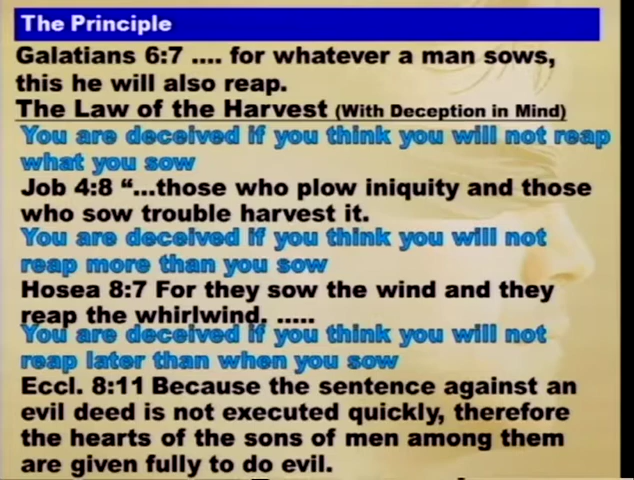 The Principle
Galatians 6:7 .... for whatever a man sows,
this he will also reap.
The Law of the Harvest (With Deception in Mind)
You are deceived if you think you will not reap
what you sow
Job 4:8 “...those who plow iniquity and those
who sow trouble harvest it.
You are deceived if you think you will not
reap more than you sow
Hosea 8:7 For they sow the wind and they
reap the whirlwind. .....
You are deceived if you think you will not
reap later than when you sow
Eccl. 8:11 Because the sentence against an
evil deed is not executed quickly, therefore
the hearts of the sons of men among them
are given fully to do evil.